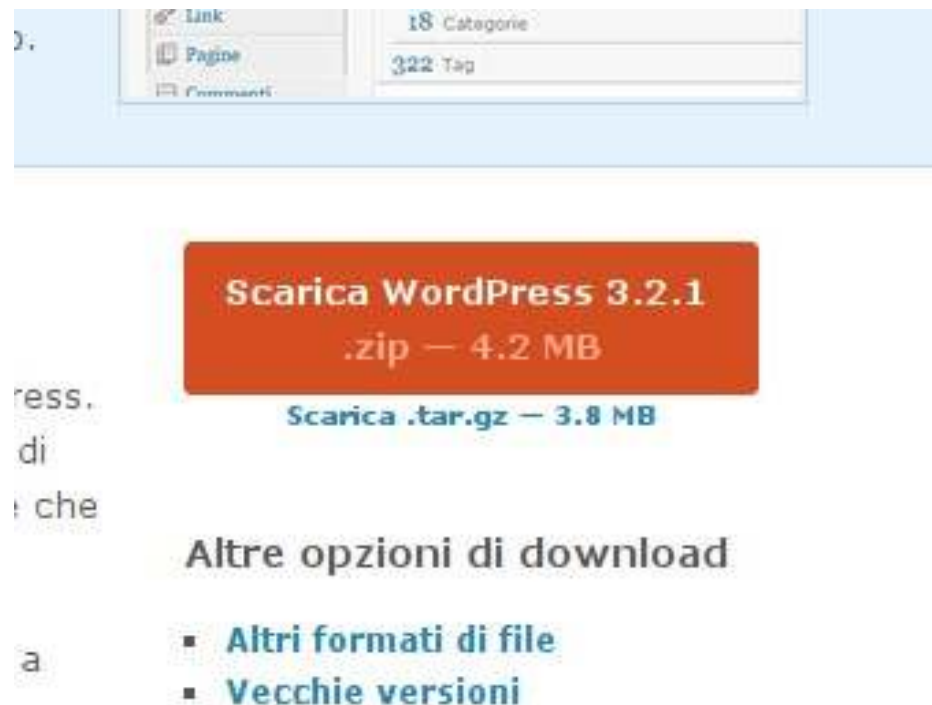 Link
18 Categorie
Pagine
322 Tag
Commenti
Scarica WordPress 3.2.1
.zip — 4.2 MB
Scarica .tar.gz — 3.8 MB
ress.
di
che
Altre opzioni di download
Altri formati di file
a
Vecchie versioni